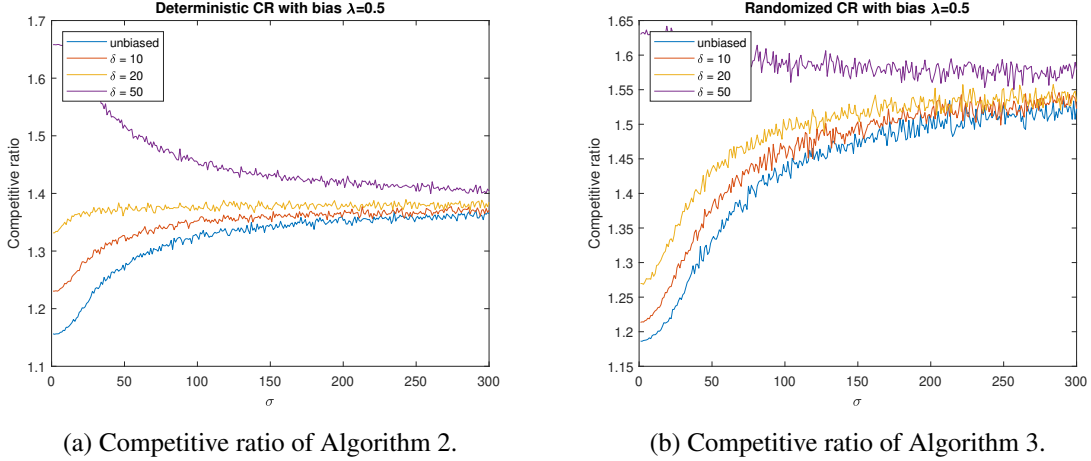 Deterministic CR with bias λ=0.5
1.7
1.6
1.5
1.4
1.3
1.2
1.1
Competitive ratio
unbiased
δ = 10
δ = 20
δ = 50
0 50 100 150 200 250 300
σ
(a) Competitive ratio of Algorithm 2.
Randomized CR with bias λ=0.5
1.65
1.6
1.55
1.5
1.45
1.4
1.35
1.3
1.25
1.2
1.15
Competitive ratio
unbiased
δ = 10
δ = 20
δ = 50
0 50 100 150 200 250 300
σ
(b) Competitive ratio of Algorithm 3.